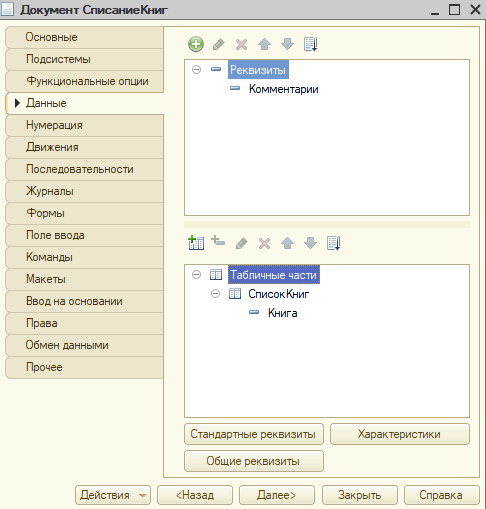 Документ СписаниеКниг
Основные
Подсистемы
Функциональные опции
Данные
Нумерация
Движения
Последовательности
Журналы
Формы
Поле ввода
Команды
Макеты
Ввод на основании
Права
Обмен данными
Прочее
Реквизиты
Комментарии
Табличные части
СписокКниг
Книга
Стандартные реквизиты
Характеристики
Общие реквизиты
Действия
<Назад
Далее>
Закрыть
Справка